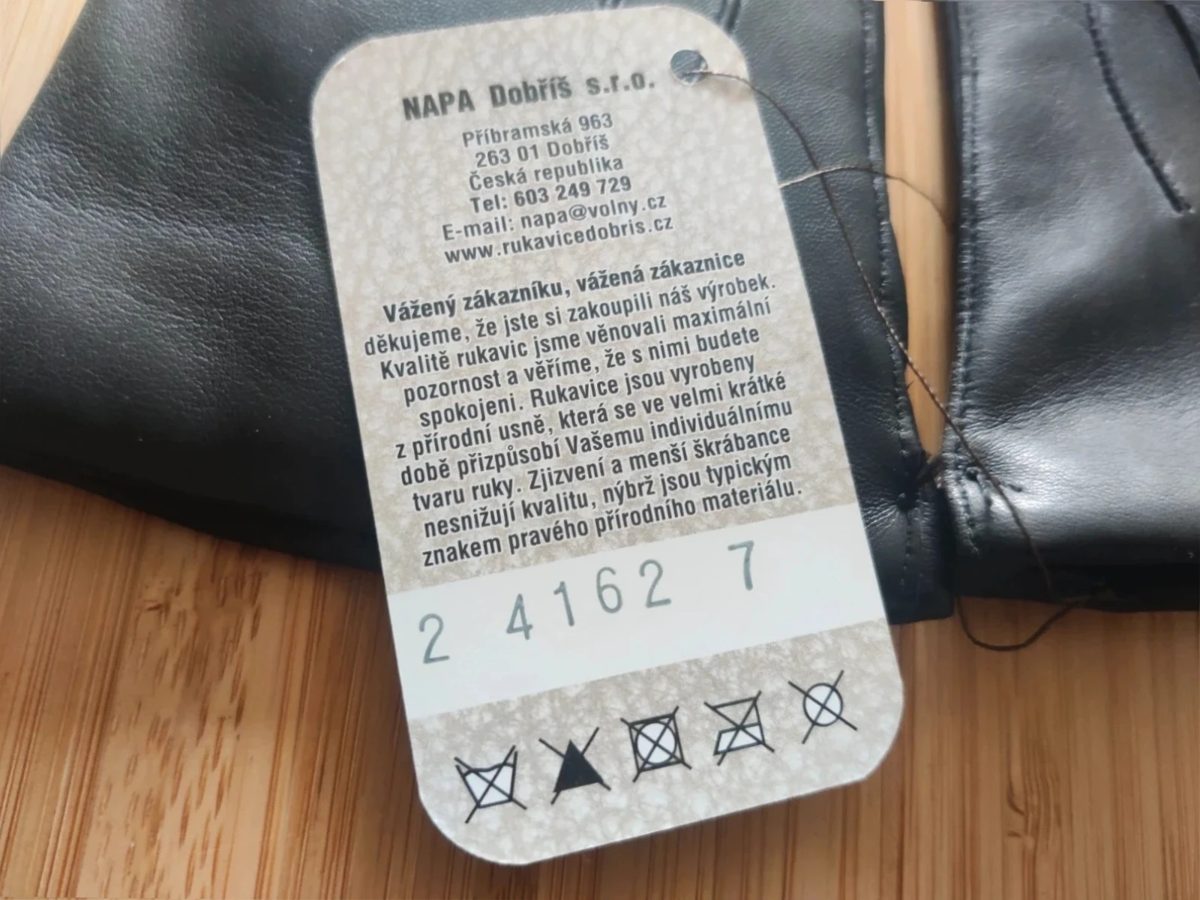 NAPA Dobříš s.r.o.
Příbramská 963
263 01 Dobříš
Česká republika
Tel: 603 249 729
E-mail: napa@volny.cz
www.rukavicedobris.cz
Vážený zákazníku, vážená zákaznice
děkujeme, že jste si zakoupili náš výrobek.
Kvalitě rukavic jsme věnovali maximální
pozornost a věříme, že s nimi budete
spokojeni. Rukavice jsou vyrobeny
z přírodní usně, která se ve velmi krátké
době přizpůsobí Vašemu individuálnímu
tvaru ruky. Zjizvení a menší škrábance
nesnižují kvalitu, nýbrž jsou typickým
znakem pravého přírodního materiálu.
2 4162 7